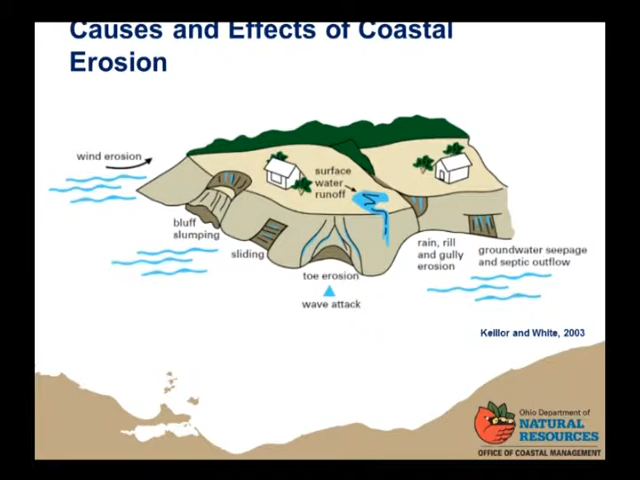 Causes and Effects of Coastal
Erosion
wind erosion
surface
water
runoff
bluff
slumping
sliding
toe erosion
wave attack
rain, rill
and gully
erosion
groundwater seepage
and septic outflow
Keillor and White, 2003
Ohio Department of
NATURAL
RESOURCES
OFFICE OF COASTAL MANAGEMENT